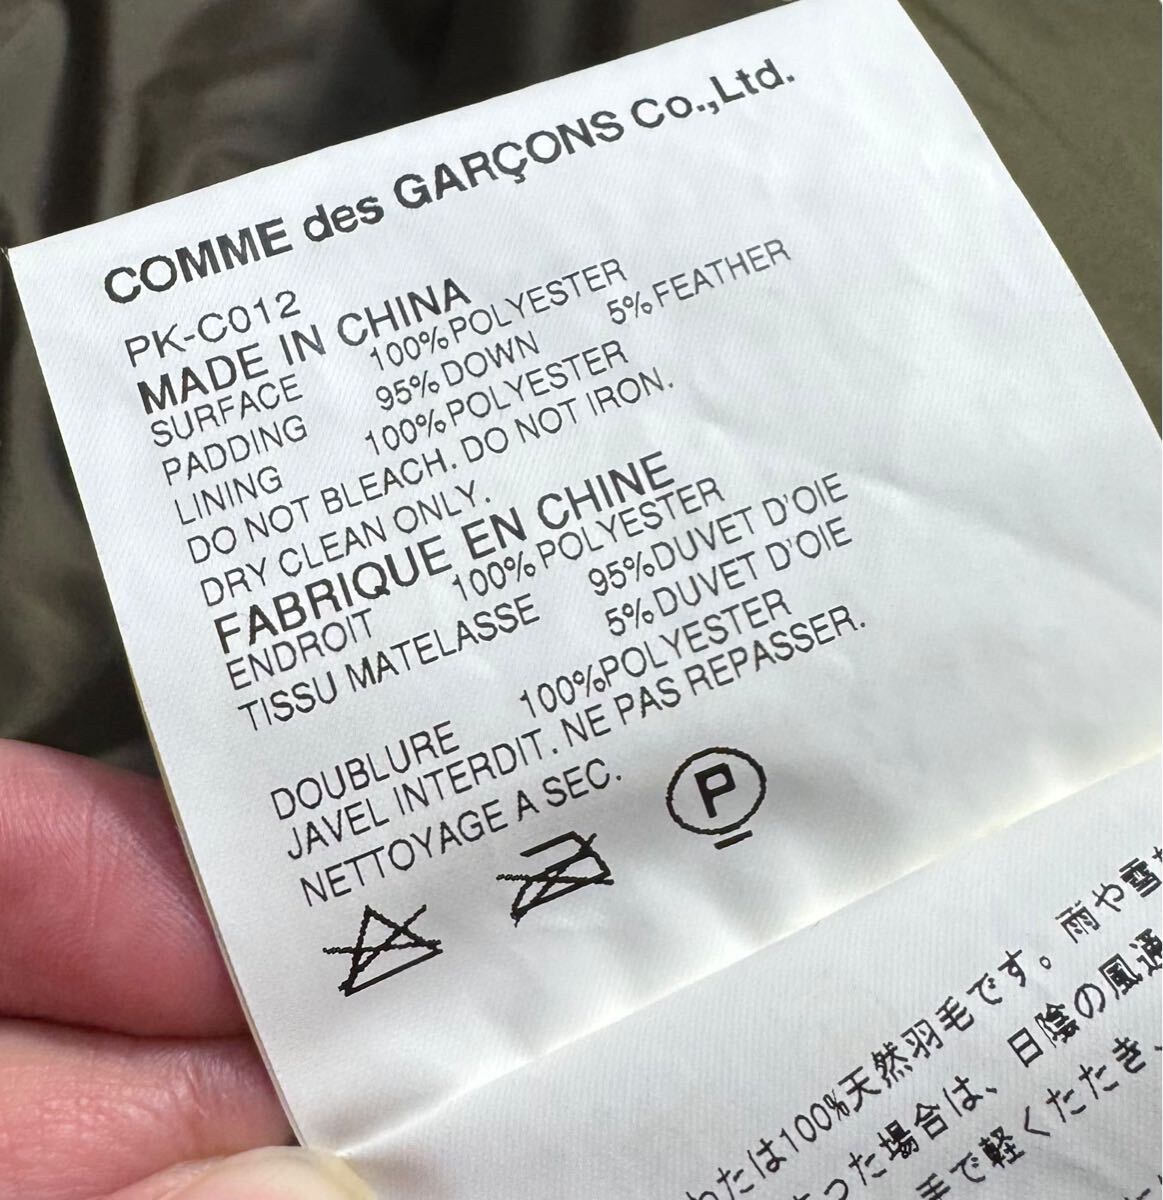 COMME des GARÇONS Co.,Ltd.
PK-C012
MADE IN CHINA
SURFACE 100%POLYESTER
PADDING 95%DOWN 5%FEATHER
LINING 100%POLYESTER
DO NOT BLEACH. DO NOT IRON.
DRY CLEAN ONLY.
FABRIQUE EN CHINE
ENDROIT 100%POLYESTER
TISSU MATELASSE 95%DUVET D'OIE
5%DUVET D'OIE
DOUBLURE 100%POLYESTER
JAVEL INTERDIT. NE PAS REPASSER.
NETTOYAGE A SEC.
P
わたは100%天然羽毛です。雨や雪
った場合は、日陰の風通
手で軽くたたき、